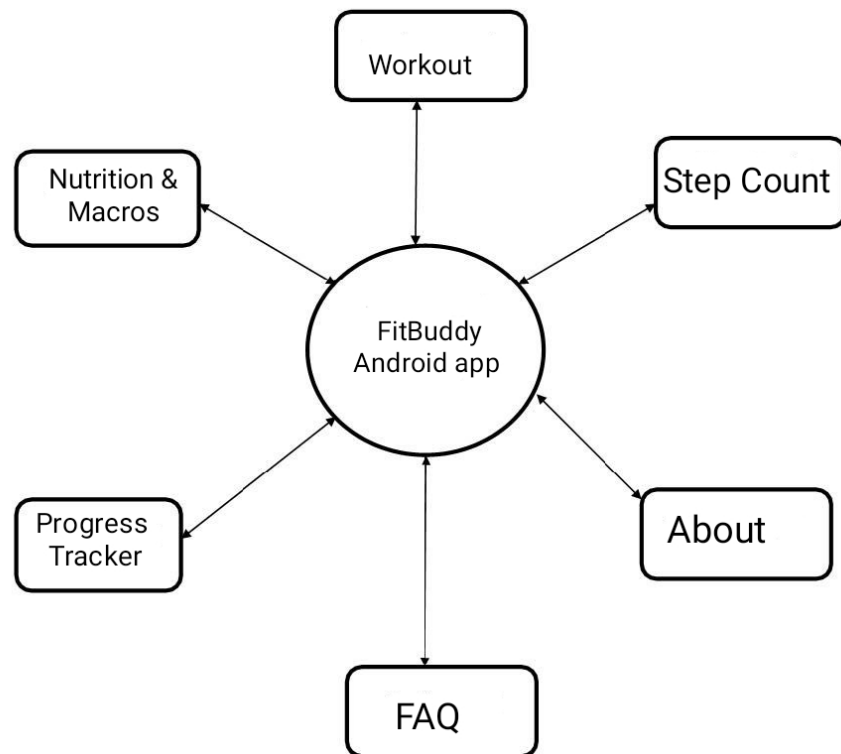 Workout
Nutrition &
Macros
Step Count
FitBuddy
Android app
Progress
Tracker
About
FAQ